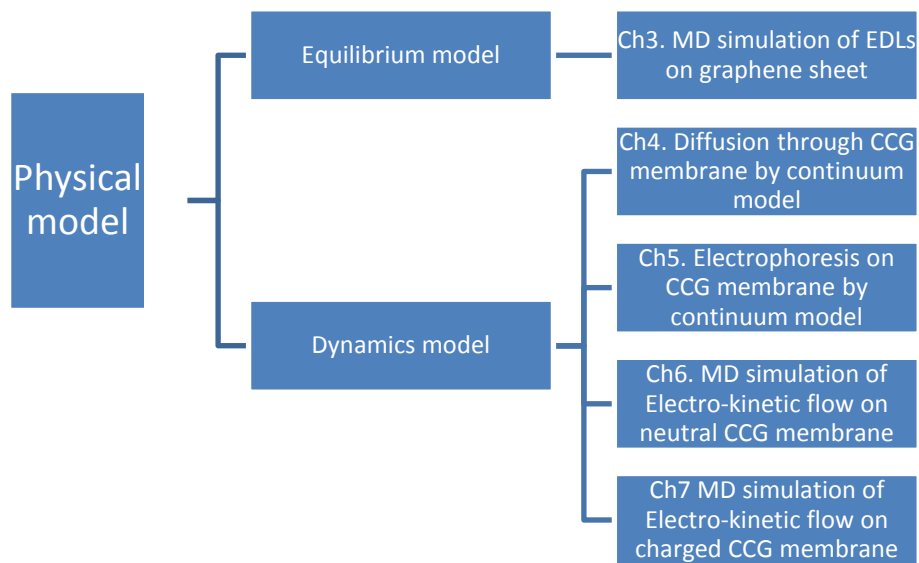 Physical
model
Equilibrium model
Ch3. MD simulation of EDLs
on graphene sheet
Dynamics model
Ch4. Diffusion through CCG
membrane by continuum
model
Ch5. Electrophoresis on
CCG membrane by
continuum model
Ch6. MD simulation of
Electro-kinetic flow on
neutral CCG membrane
Ch7 MD simulation of
Electro-kinetic flow on
charged CCG membrane